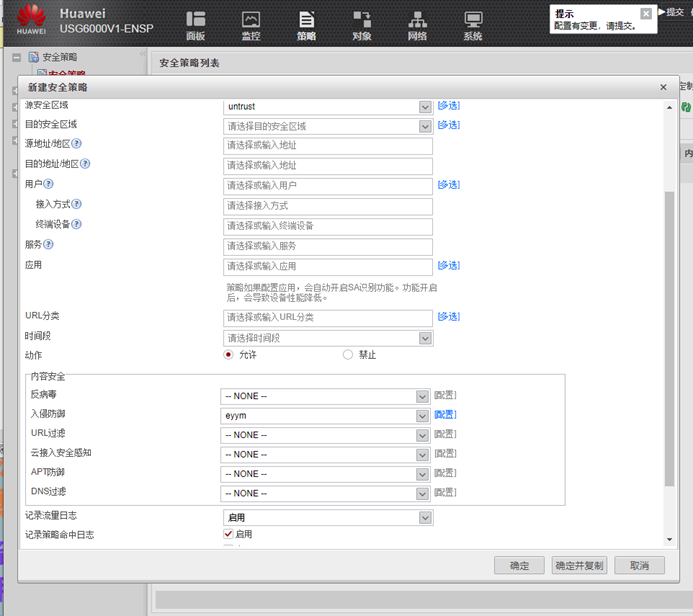 Huawei
USG6000V1-ENSP
HUAWEI
面板
监控
策略
对象
网络
系统
提示
配置有变更，请提交。
提交
安全策略
安全策略
安全策略列表
新建安全策略
源安全区域
untrust
[多选]
目的安全区域
请选择目的安全区域
[多选]
源地址/地区
请选择或输入地址
目的地址/地区
请选择或输入地址
用户
请选择或输入用户
[多选]
接入方式
请选择接入方式
终端设备
请选择或输入终端设备
服务
请选择或输入服务
应用
请选择或输入应用
[多选]
策略如果配置应用，会自动开启SA识别功能。功能开启
后，会导致设备性能降低。
URL分类
请选择或输入URL分类
[多选]
时间段
请选择时间段
动作
允许
禁止
内容安全
反病毒
-- NONE --
[配置]
入侵防御
eyym
[配置]
URL过滤
-- NONE --
[配置]
云接入安全感知
-- NONE --
[配置]
APT防御
-- NONE --
[配置]
DNS过滤
-- NONE --
[配置]
记录流量日志
启用
记录策略命中日志
启用
确定
确定并复制
取消
定制
内